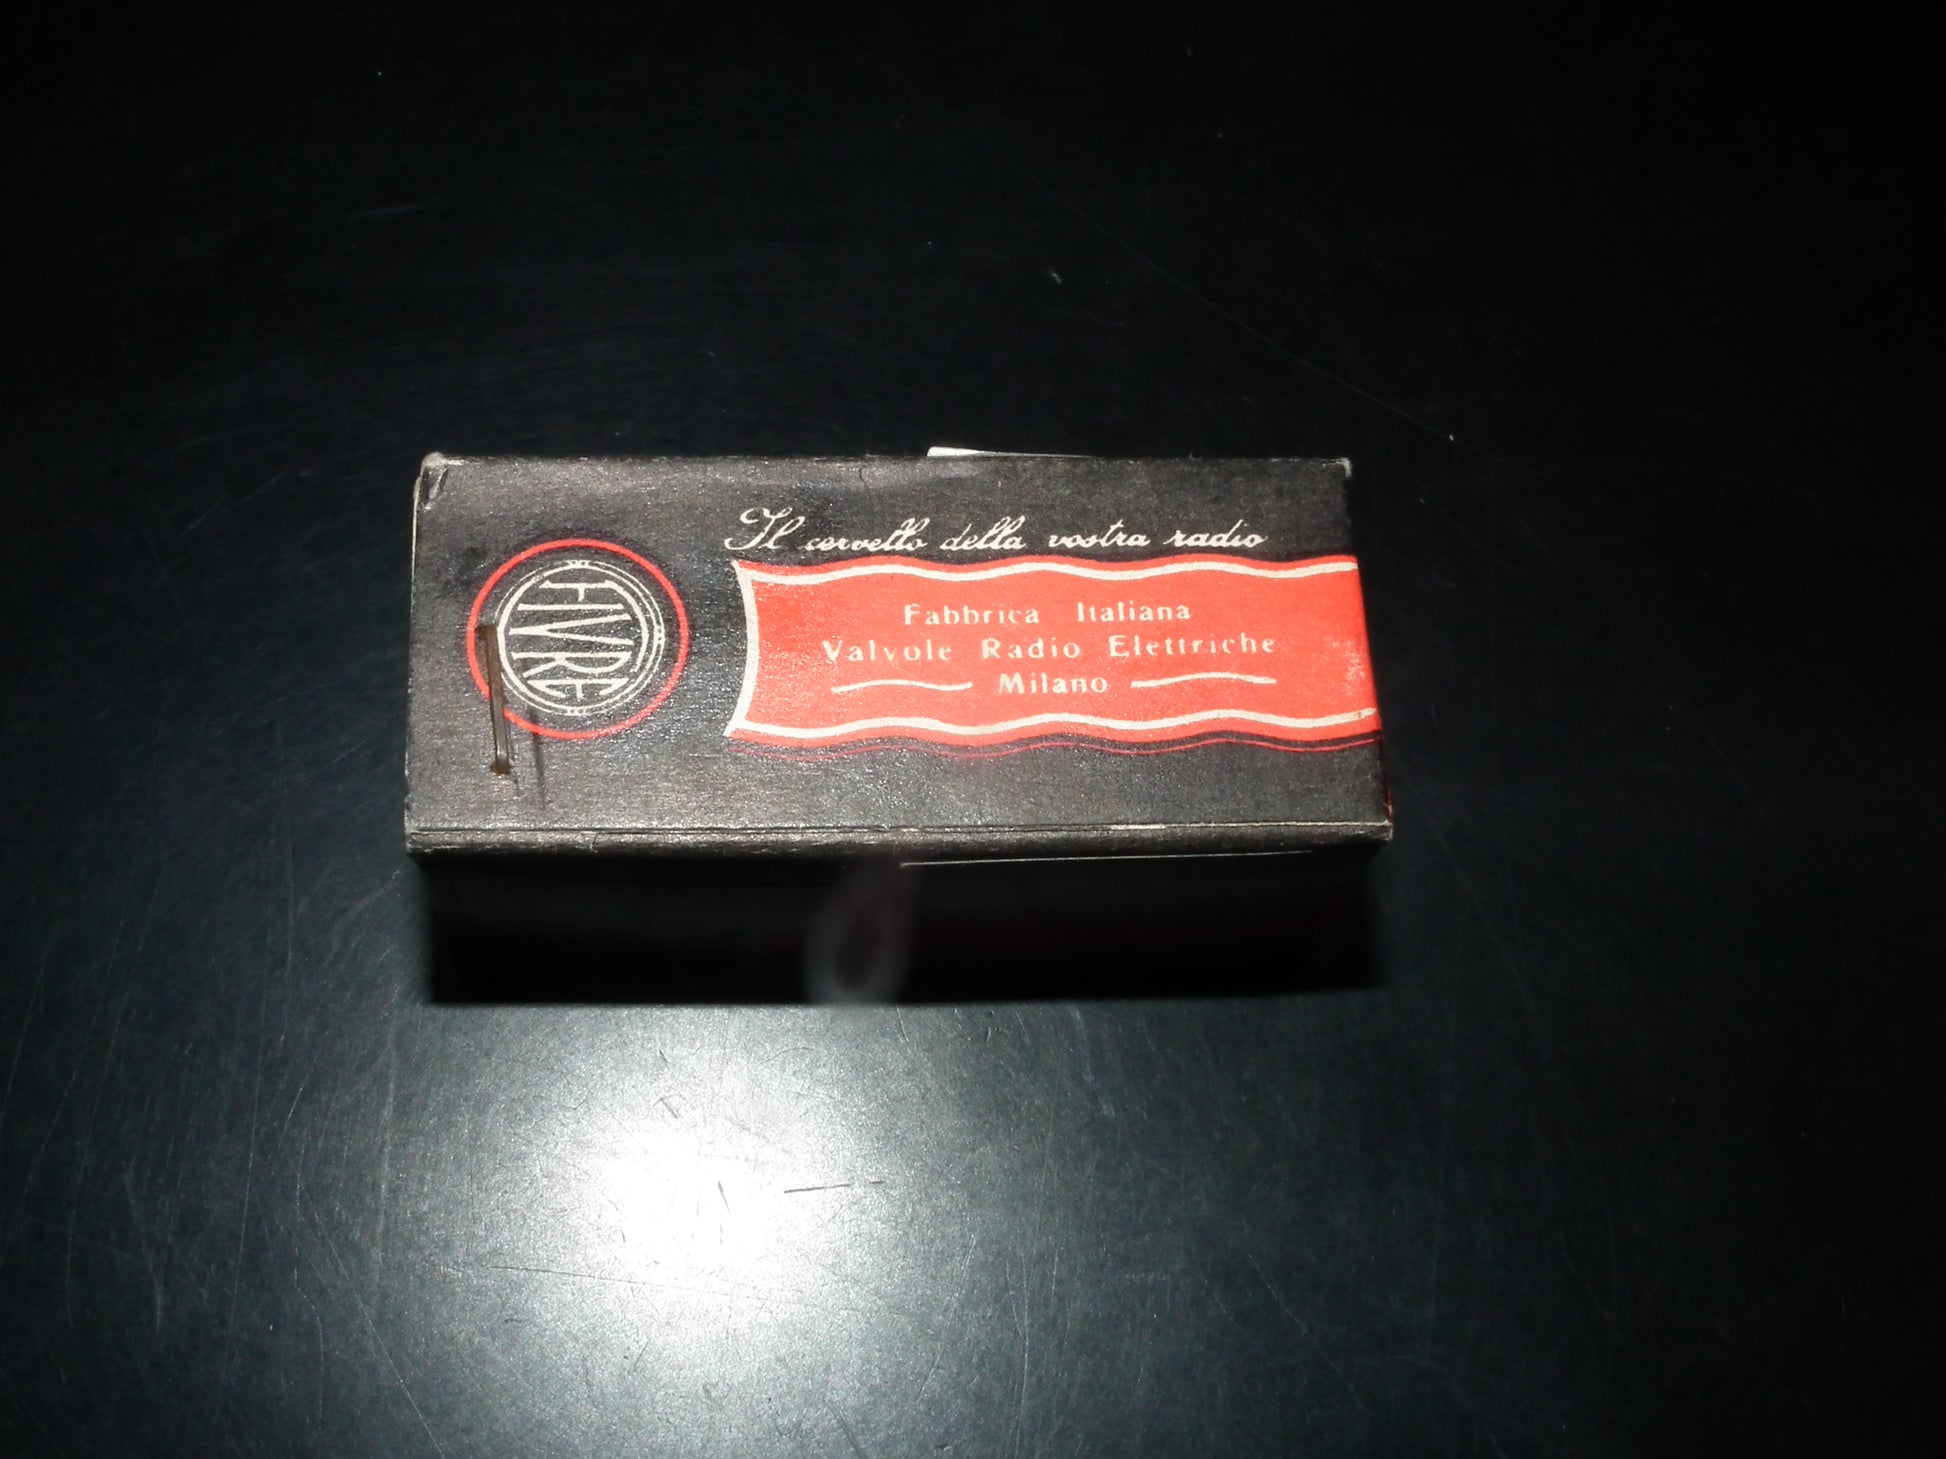 FIVRE
Il cervello della vostra radio
Fabbrica Italiana
Valvole Radio Elettriche
Milano